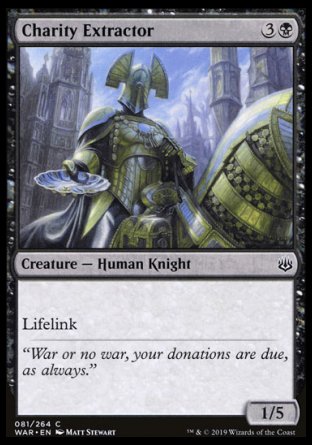 Charity Extractor 3
Creature — Human Knight
Lifelink
“War or no war, your donations are due,
as always.”
1/5
081/264 C
WAR • EN Matt Stewart ™ & © 2019 Wizards of the Coast